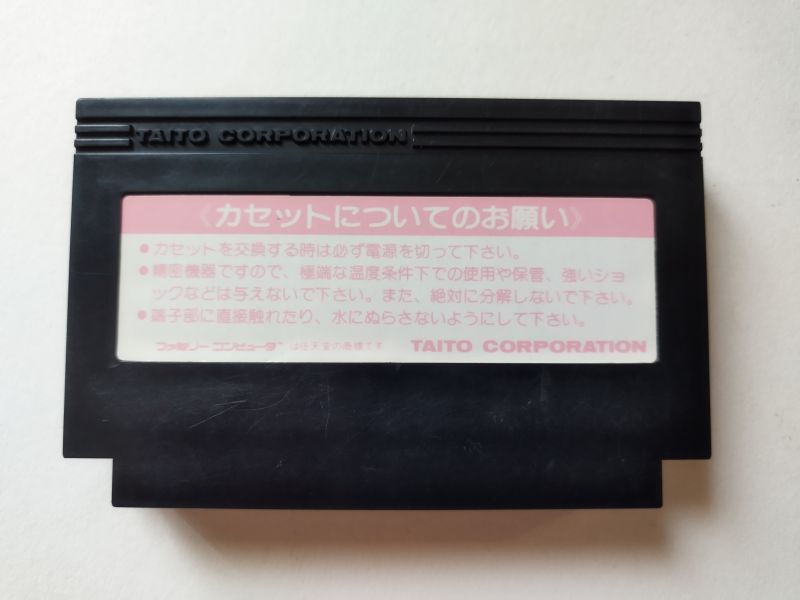 TAITO CORPORATION
《カセットについてのお願い》
●カセットを交換する時は必ず電源を切って下さい。
●精密機器ですので、極端な温度条件下での使用や保管、強いショ
ックなどは与えないで下さい。また、絶対に分解しないで下さい。
●端子部に直接触れたり、水にぬらさないようにして下さい。
ファミリーコンピュータ™は任天堂の商標です TAITO CORPORATION